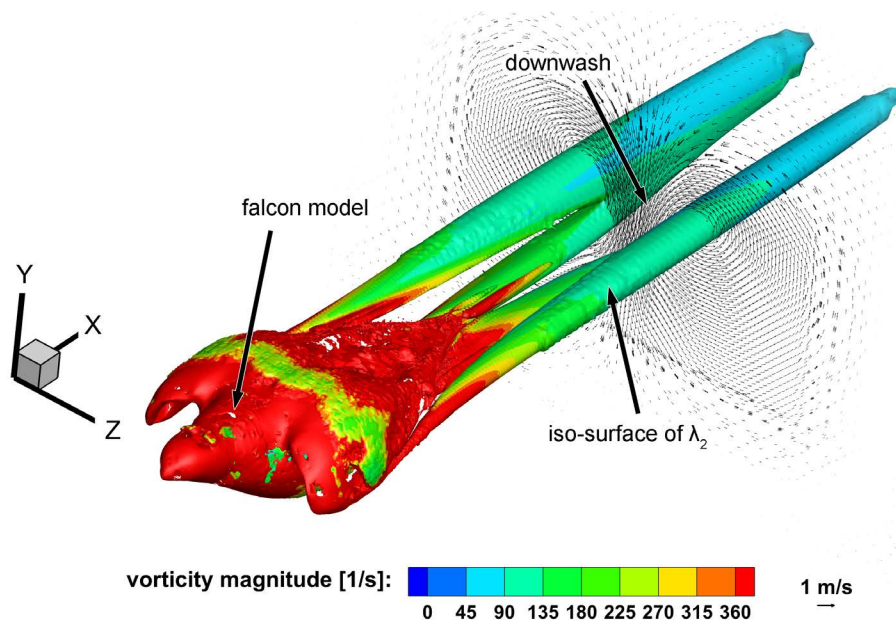 downwash
falcon model
Y
X
Z
iso-surface of λ₂
vorticity magnitude [1/s]:
0 45 90 135 180 225 270 315 360
1 m/s